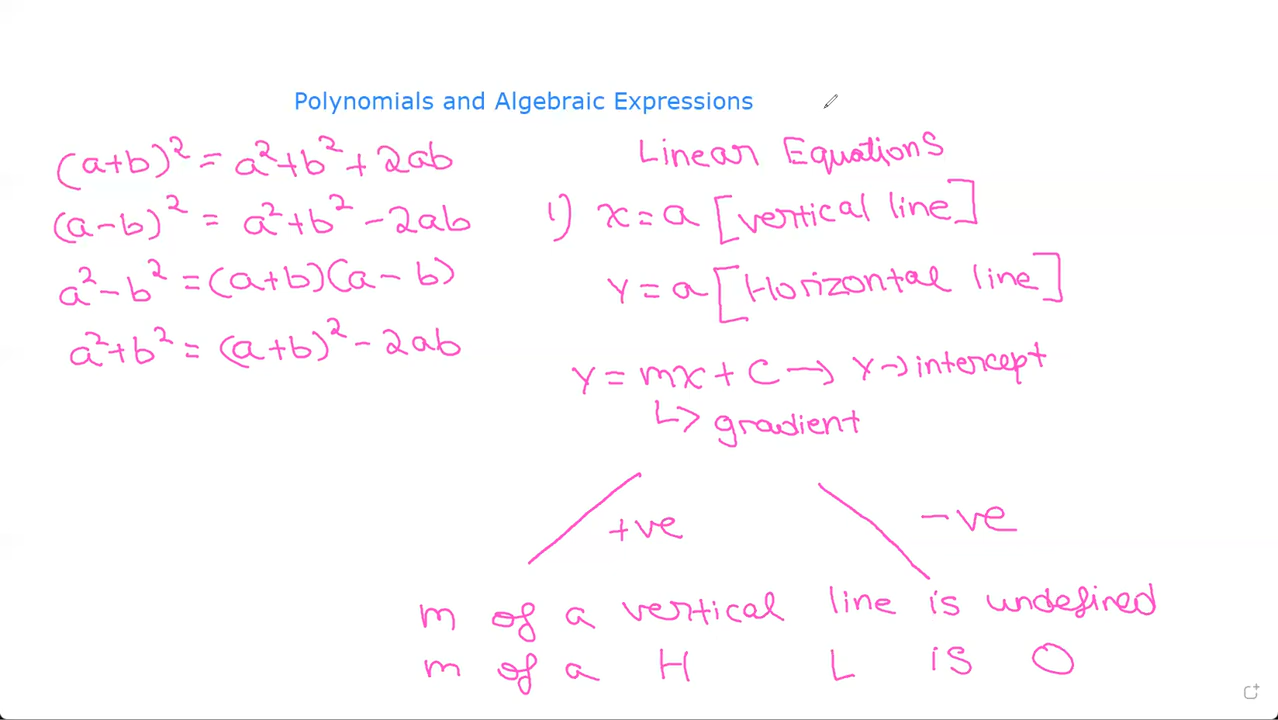 Polynomials and Algebraic Expressions
(a+b)² = a²+b²+2ab
(a-b)² = a²+b²-2ab
a²-b² = (a+b)(a-b)
a²+b² = (a+b)²-2ab
Linear Equations
1) x = a [vertical line]
Y = a [Horizontal line]
Y = mx + C → Y→intercept
↳ gradient
+ve
-ve
m of a vertical line is undefined
m of a H L is 0